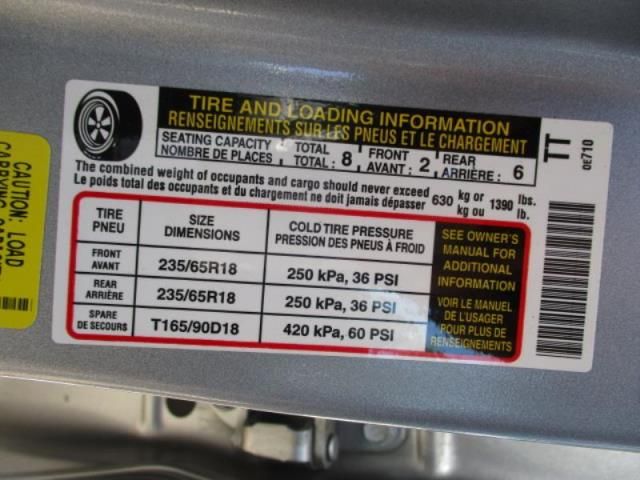 TIRE AND LOADING INFORMATION
RENSEIGNEMENTS SUR LES PNEUS ET LE CHARGEMENT
SEATING CAPACITY TOTAL FRONT REAR
NOMBRE DE PLACES TOTAL : 8 AVANT : 2 ARRIÈRE : 6
The combined weight of occupants and cargo should never exceed 630 kg or 1390 lbs.
Le poids total des occupants et du chargement ne doit jamais dépasser kg ou lb.
TIRE SIZE COLD TIRE PRESSURE
PNEU DIMENSIONS PRESSION DES PNEUS À FROID
FRONT
AVANT 235/65R18 250 kPa, 36 PSI
REAR
ARRIÈRE 235/65R18 250 kPa, 36 PSI
SPARE
DE SECOURS T165/90D18 420 kPa, 60 PSI
SEE OWNER'S
MANUAL FOR
ADDITIONAL
INFORMATION
VOIR LE MANUEL
DE L'USAGER
POUR PLUS DE
RENSEIGNEMENTS
TT
0E710
CAUTION: LOAD